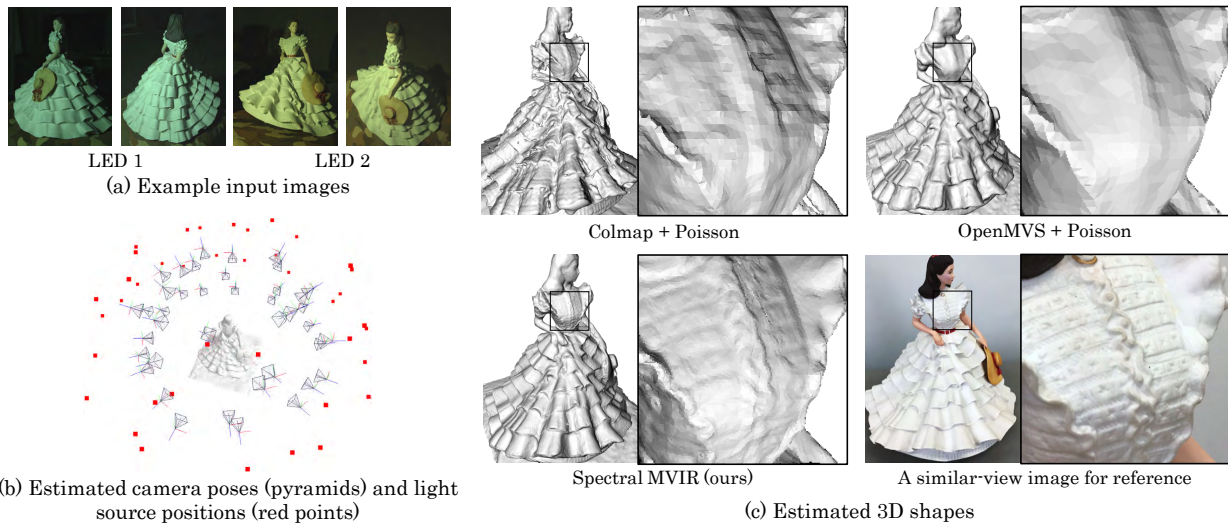 LED 1
LED 2
(a) Example input images
(b) Estimated camera poses (pyramids) and light
source positions (red points)
Colmap + Poisson
OpenMVS + Poisson
Spectral MVIR (ours)
A similar-view image for reference
(c) Estimated 3D shapes